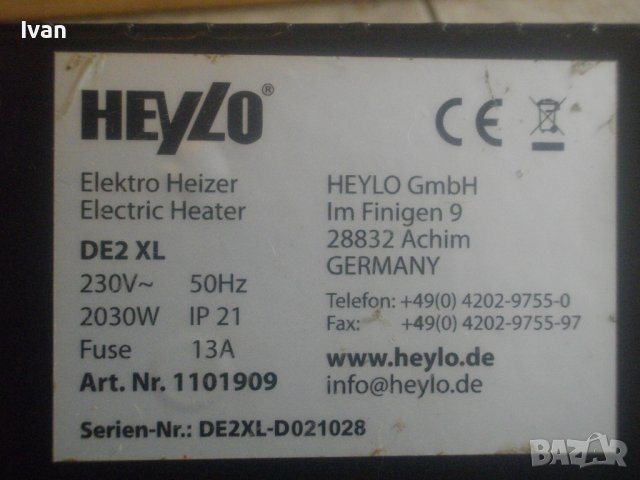 Ivan
HEYLO®
CE
Elektro Heizer
Electric Heater
DE2 XL
230V~ 50Hz
2030W IP 21
Fuse 13A
Art. Nr. 1101909
HEYLO GmbH
Im Finigen 9
28832 Achim
GERMANY
Telefon: +49(0) 4202-9755-0
Fax: +49(0) 4202-9755-97
www.heylo.de
info@heylo.de
Serien-Nr.: DE2XL-D021028
BAZAR